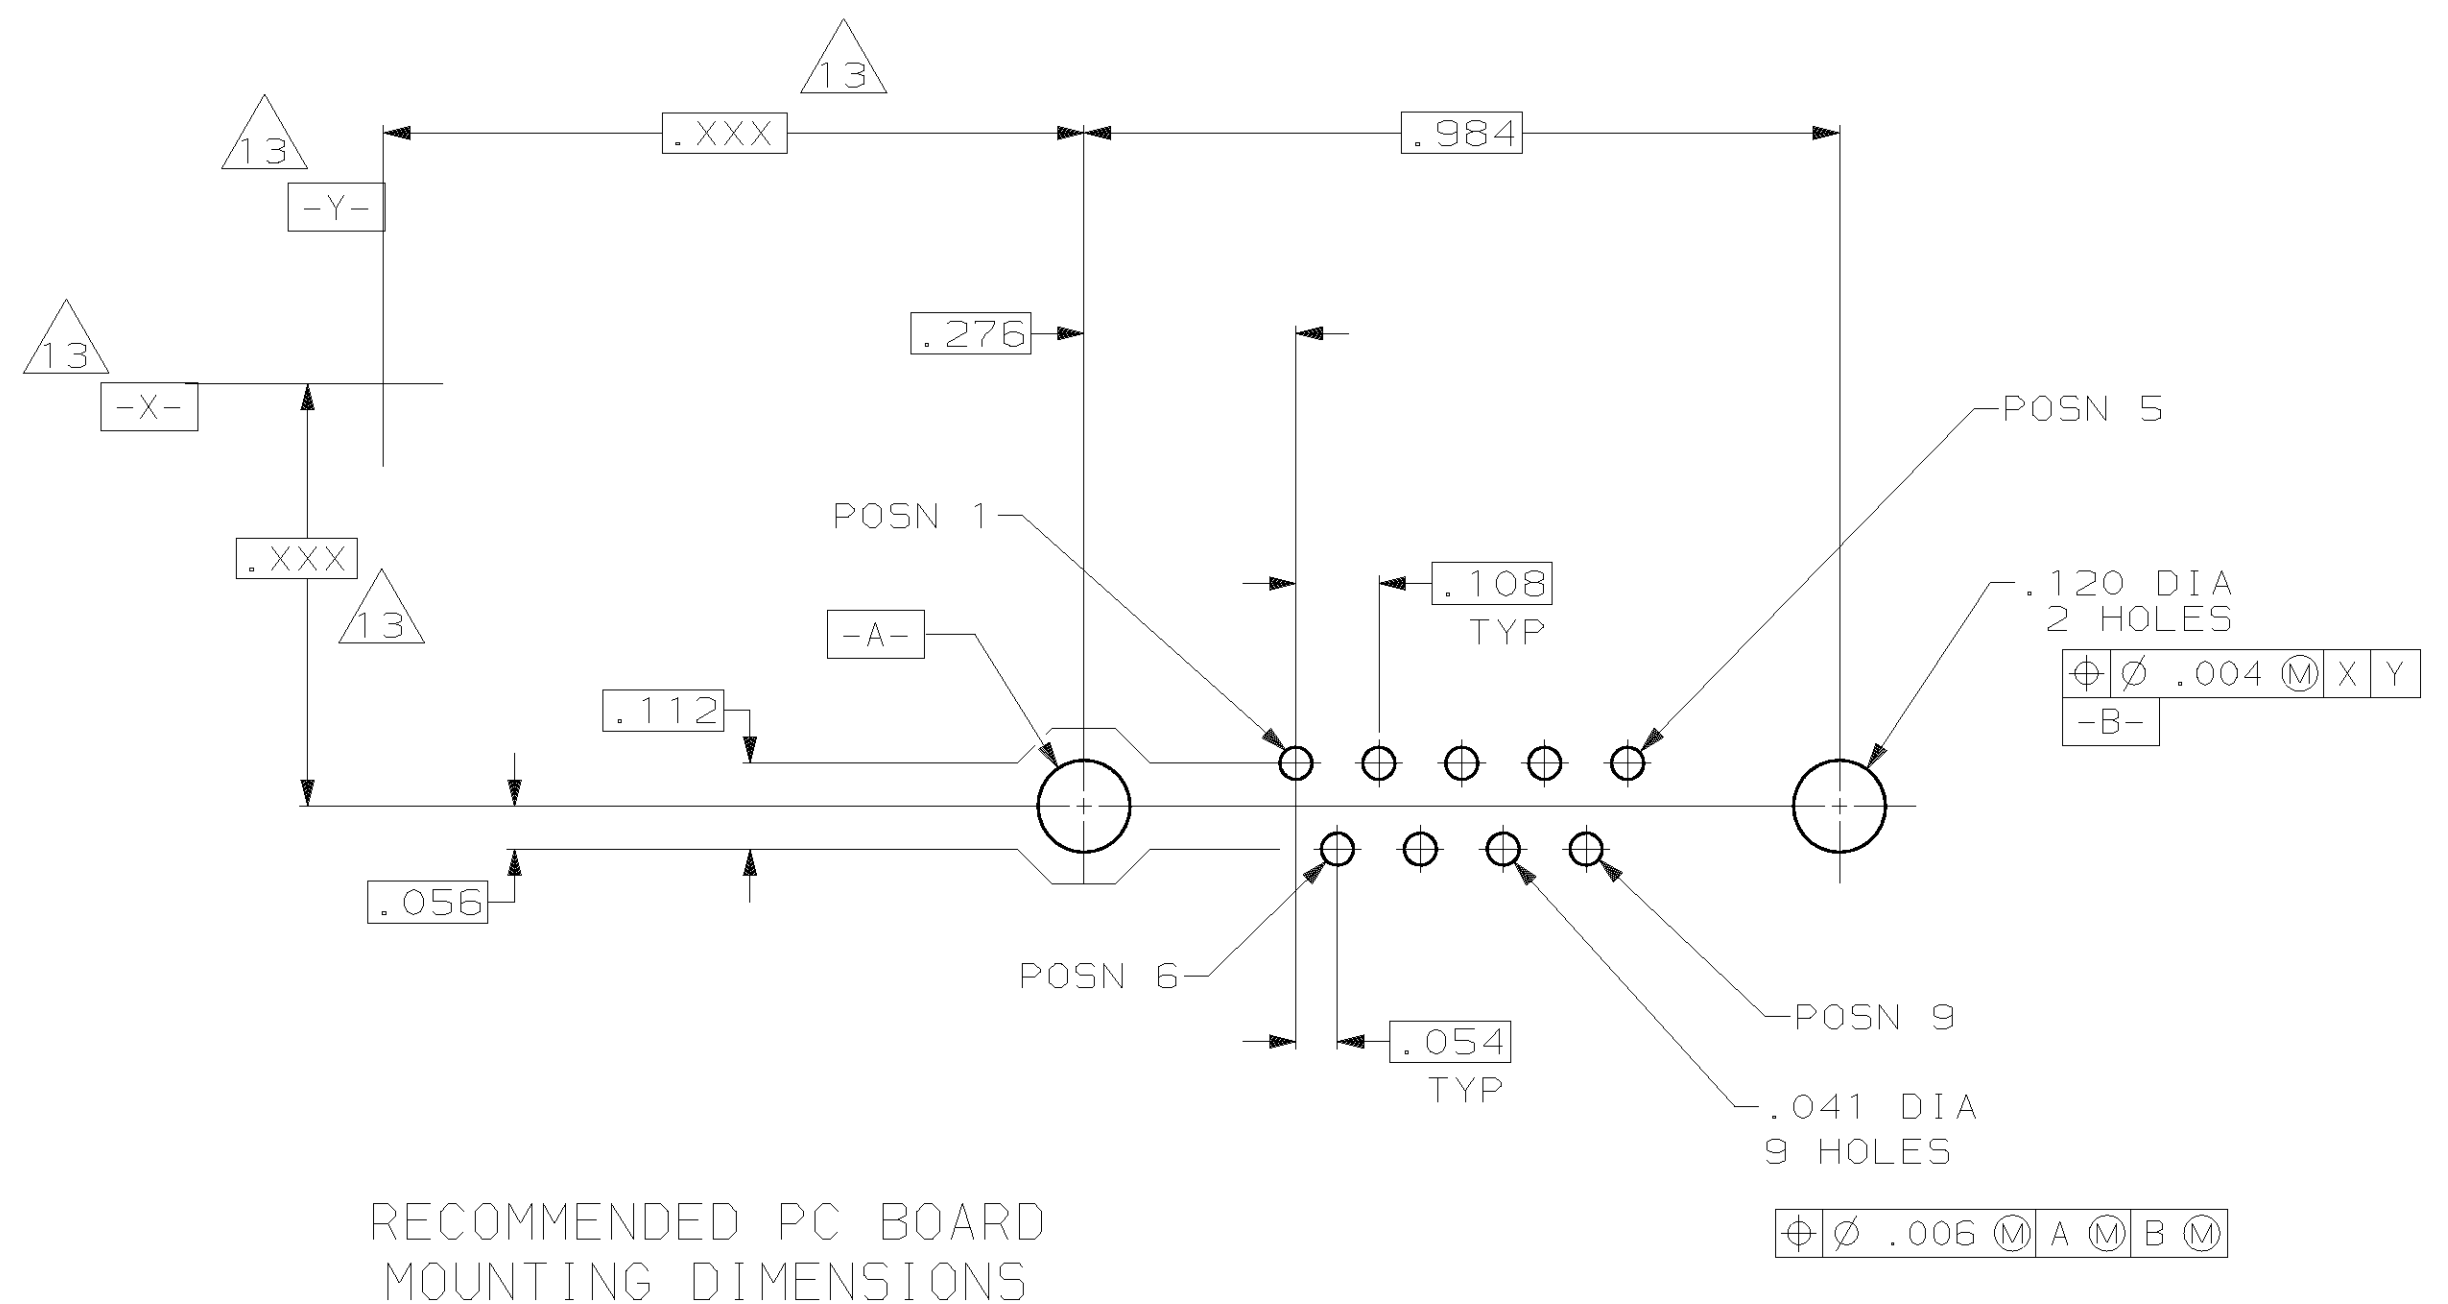 13
.XXX
.984
13
-Y-
.276
13
-X-
POSN 5
POSN 1
.XXX
13
.108
TYP
.120 DIA
2 HOLES
-A-
⌖ Ø .004 Ⓜ X Y
-B-
.112
.056
POSN 6
POSN 9
.054
TYP
.041 DIA
9 HOLES
⌖ Ø .006 Ⓜ A Ⓜ B Ⓜ
RECOMMENDED PC BOARD
MOUNTING DIMENSIONS